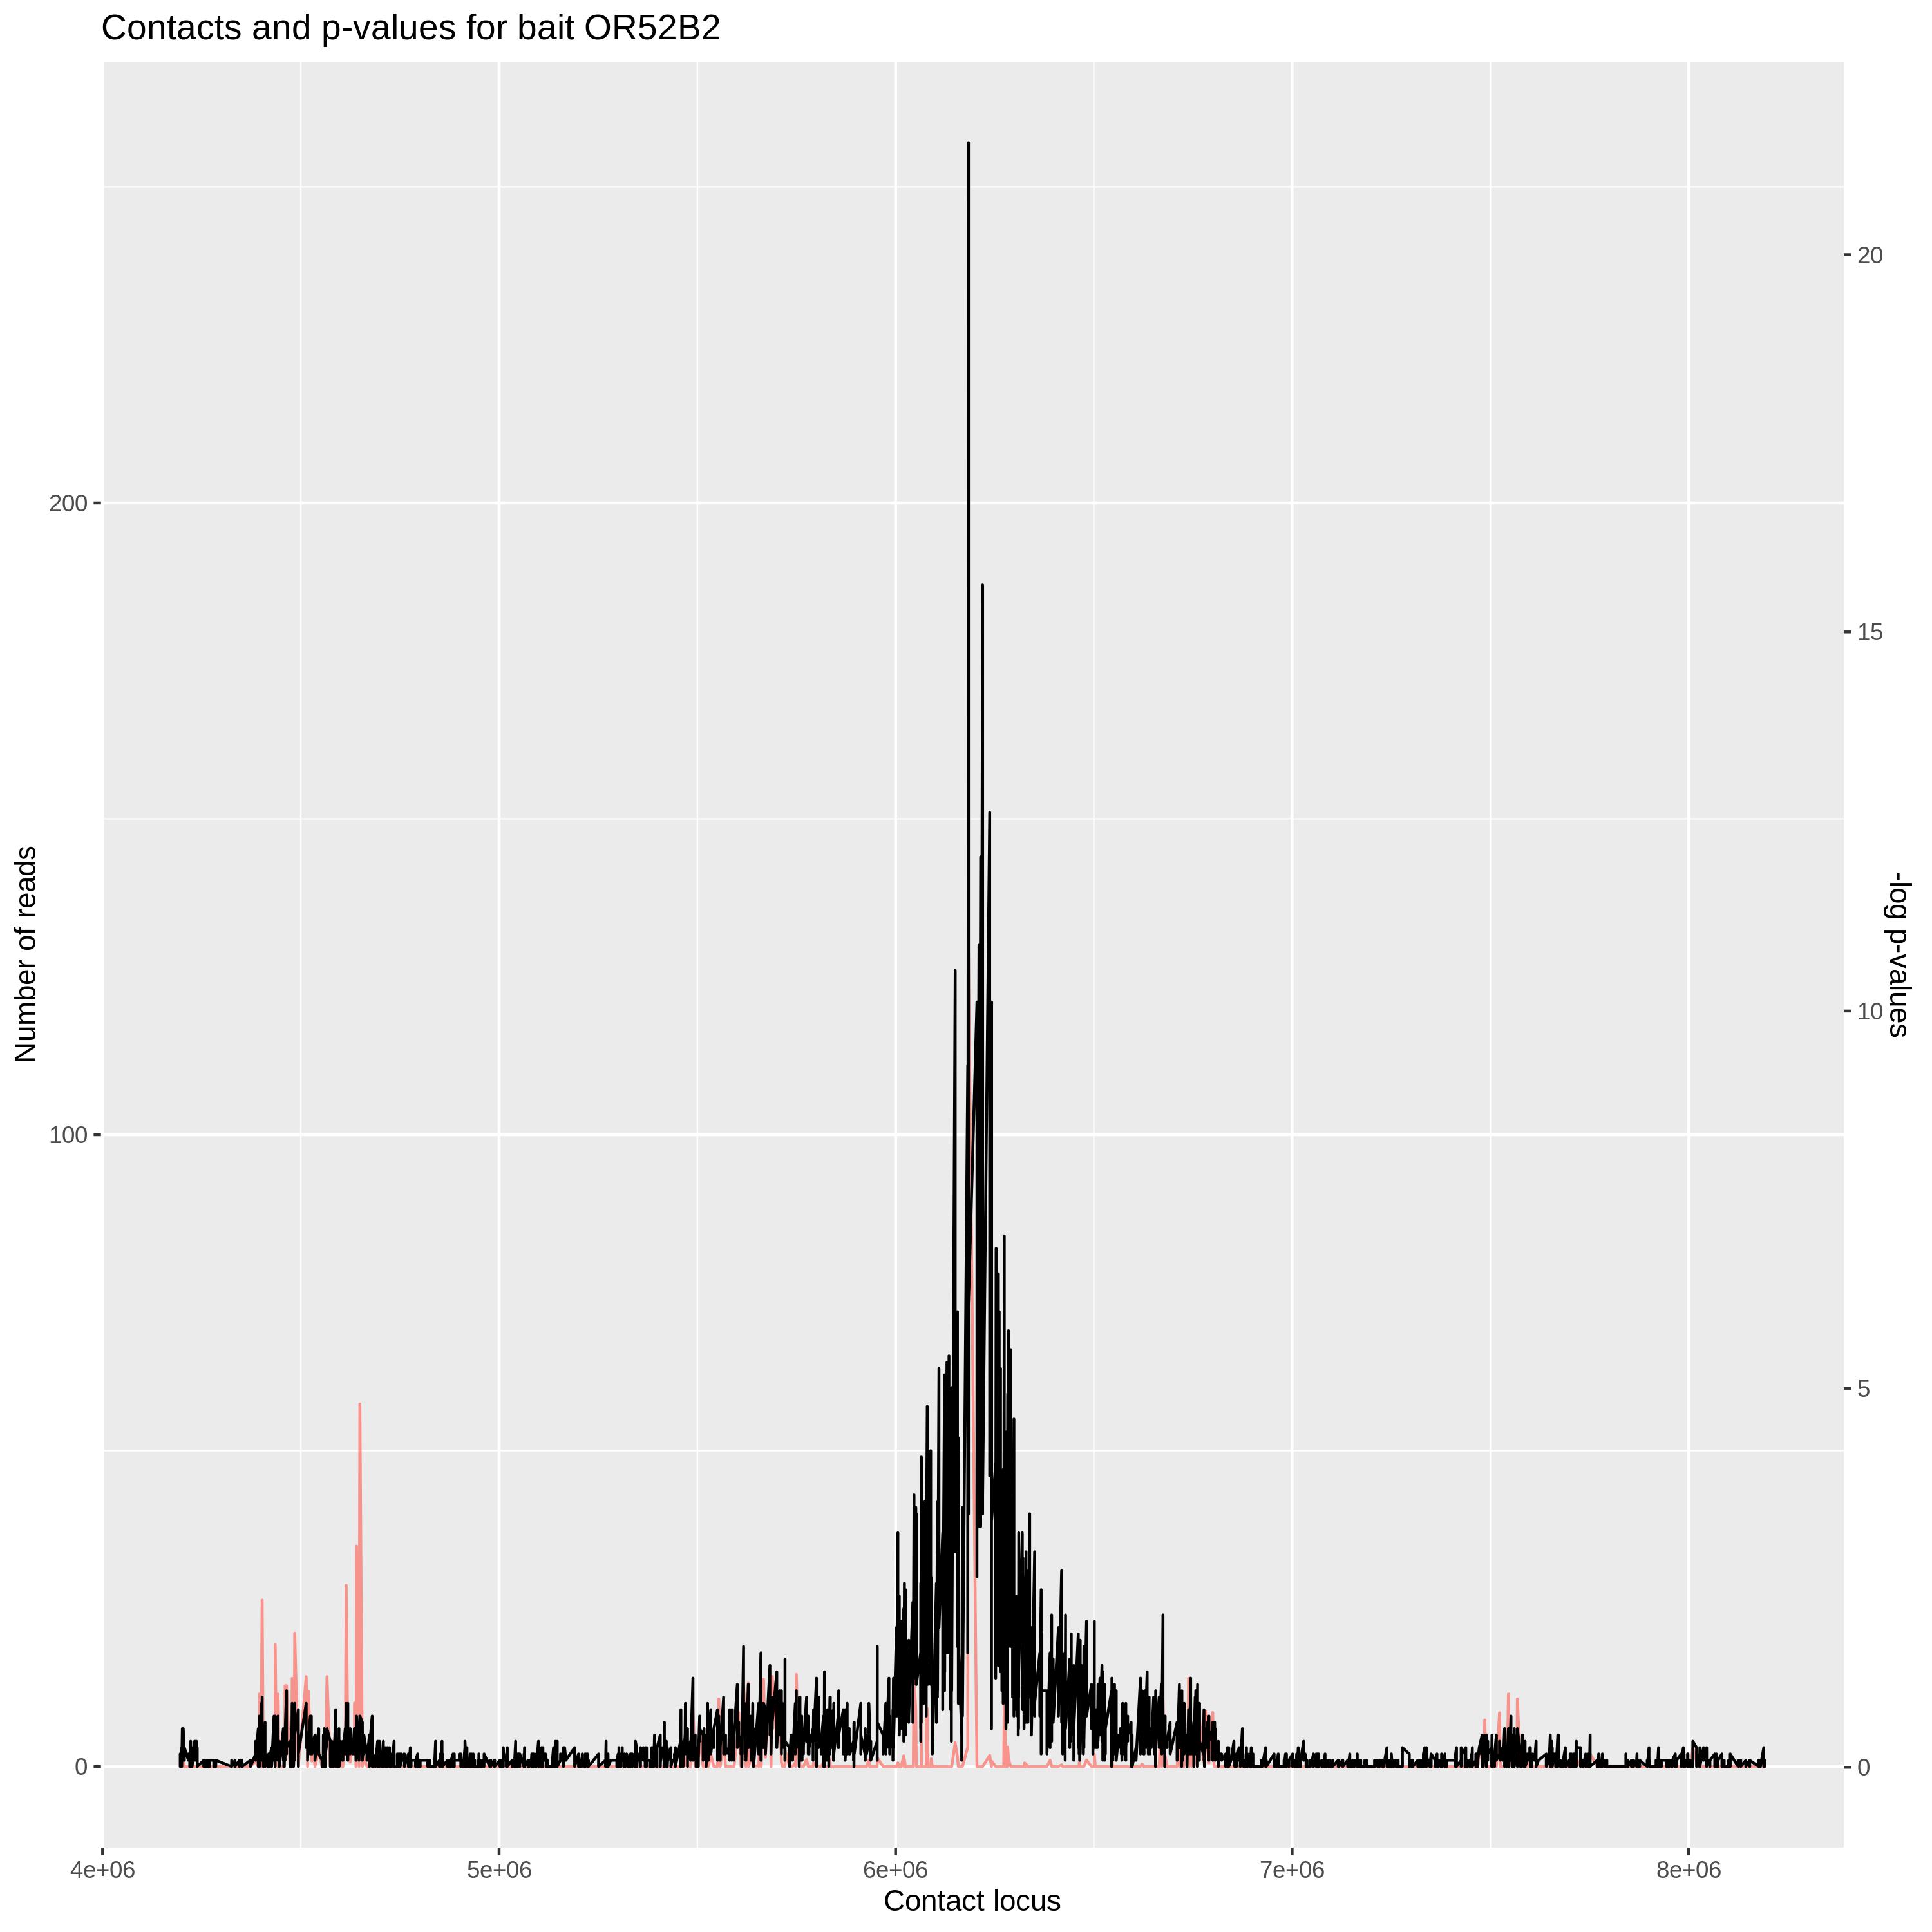 Contacts and p-values for bait OR52B2
20
200
15
Number of reads
-log p-values
10
100
5
0
0
4e+06
5e+06
6e+06
7e+06
8e+06
Contact locus